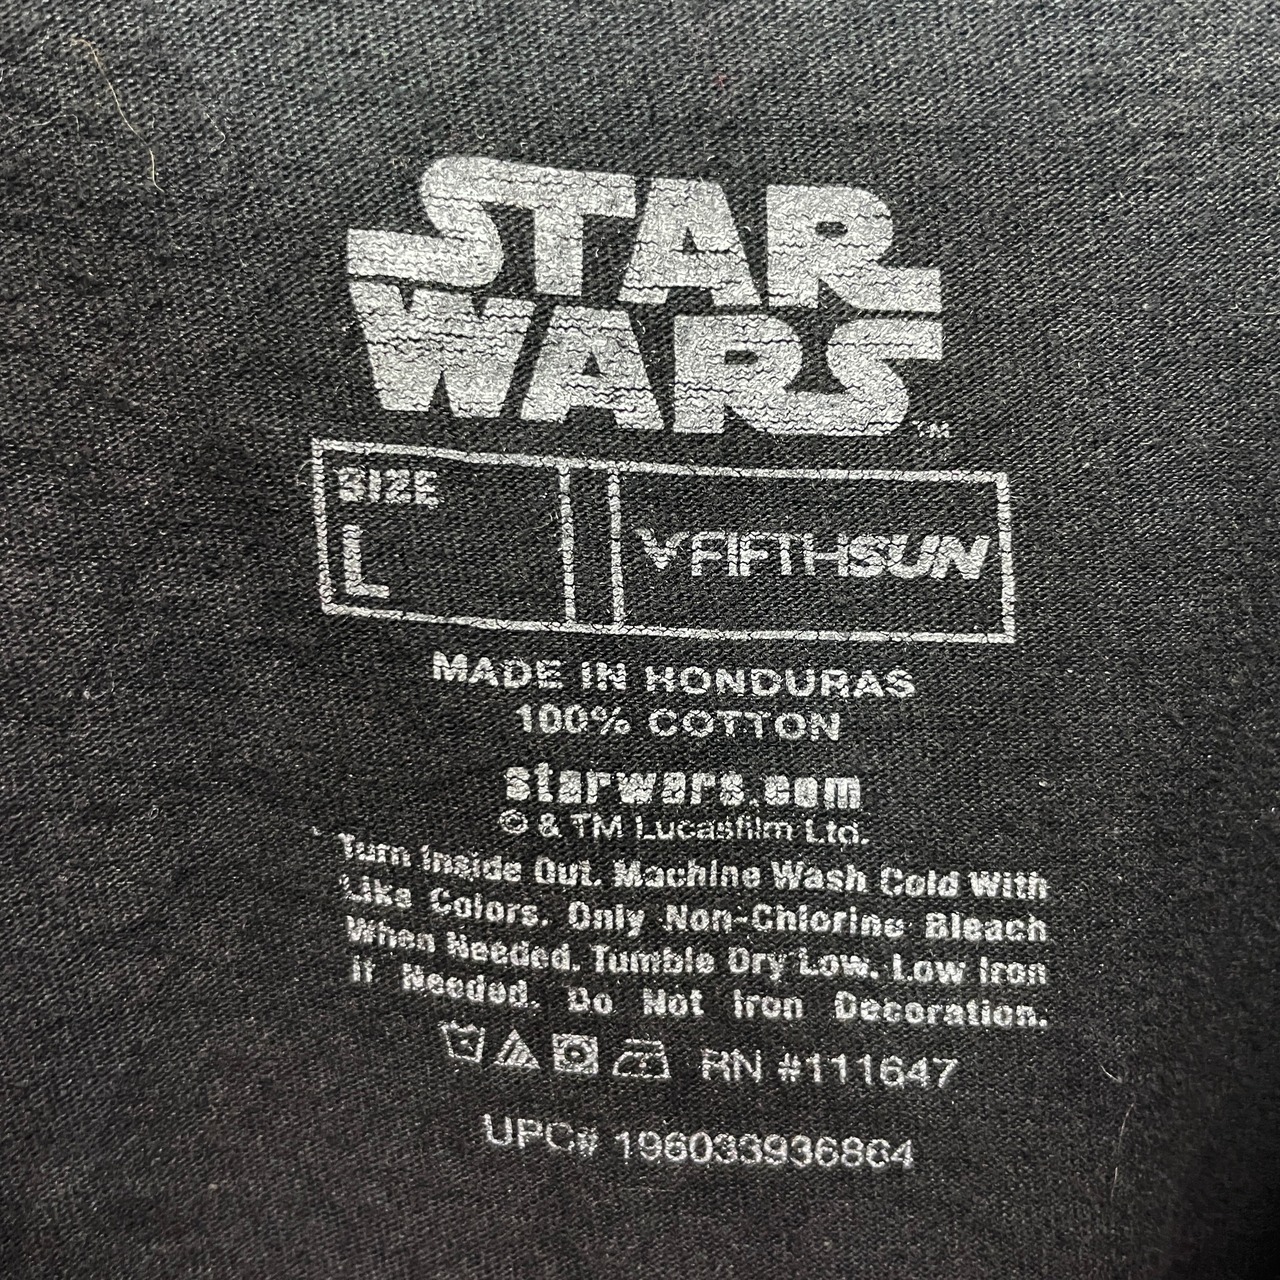 STAR
WARS
TM
SIZE
L
FIFTHSUN
MADE IN HONDURAS
100% COTTON
starwars.com
© & TM Lucasfilm Ltd.
Turn Inside Out. Machine Wash Cold With
Like Colors. Only Non-Chlorine Bleach
When Needed. Tumble Dry Low. Low Iron
If Needed. Do Not Iron Decoration.
RN #111647
UPC# 196033936864